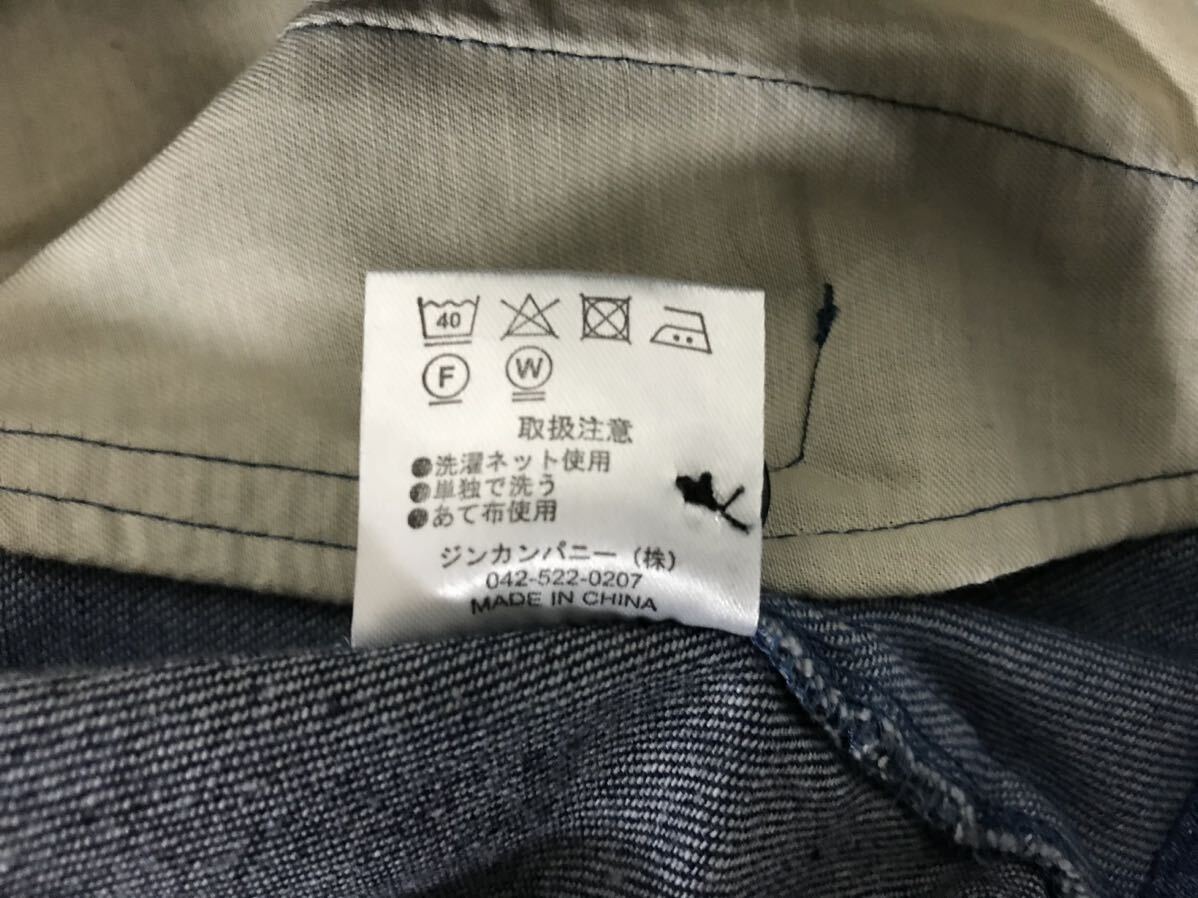 40
F W
取扱注意
●洗濯ネット使用
●単独で洗う
●あて布使用
ジンカンパニー（株）
042-522-0207
MADE IN CHINA